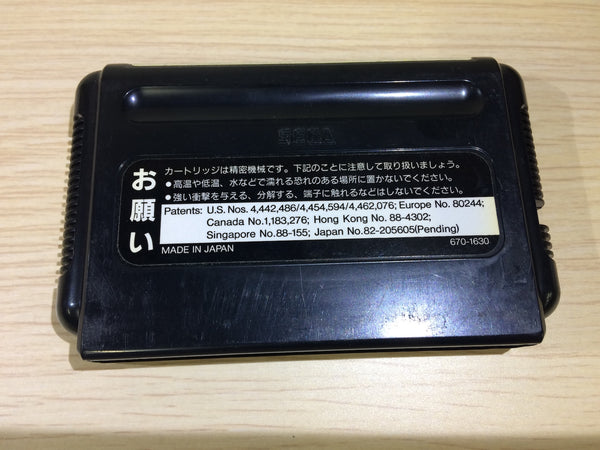 SEGA
お願い
カートリッジは精密機械です。下記のことに注意して取り扱いましょう。
●高温や低温、水などで濡れる恐れのある場所に置かないでください。
●強い衝撃を与える、分解する、端子に触れるなどはしないでください。
Patents: U.S. Nos. 4,442,486/4,454,594/4,462,076; Europe No. 80244;
Canada No.1,183,276; Hong Kong No. 88-4302;
Singapore No.88-155; Japan No.82-205605(Pending)
MADE IN JAPAN
670-1630